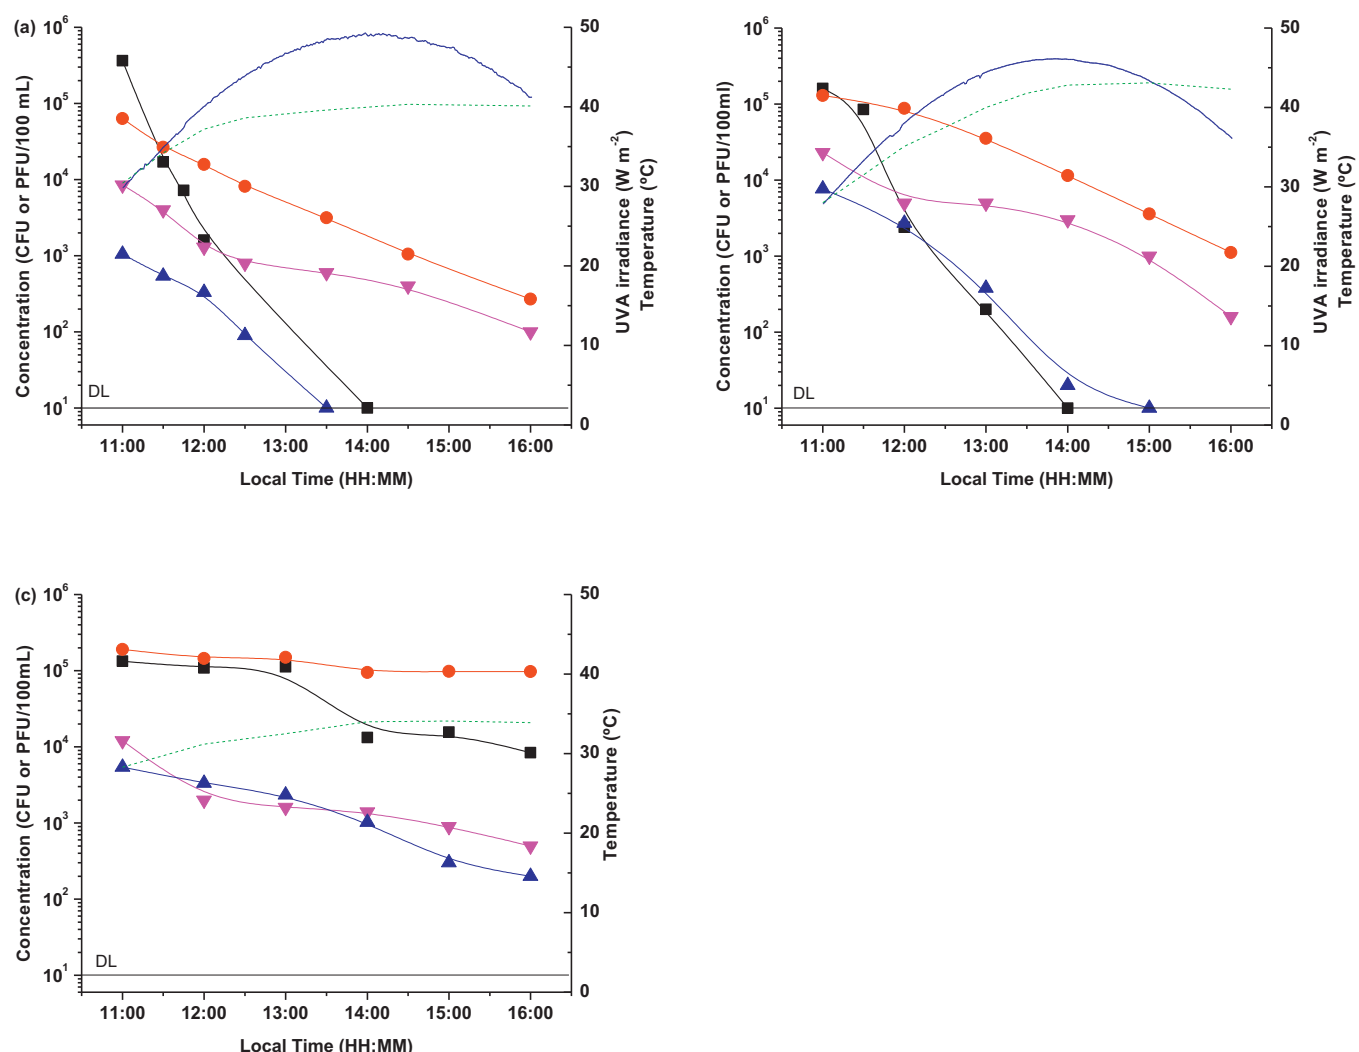 (a)
10^6
10^5
10^4
10^3
10^2
10^1
Concentration (CFU or PFU/100 mL)
DL
50
40
30
20
10
0
UVA irradiance (W m^-2)
Temperature (ºC)
11:00 12:00 13:00 14:00 15:00 16:00
Local Time (HH:MM)
10^6
10^5
10^4
10^3
10^2
10^1
Concentration (CFU or PFU/100ml)
DL
50
40
30
20
10
0
UVA irradiance (W m^-2)
Temperature (ºC)
11:00 12:00 13:00 14:00 15:00 16:00
Local Time (HH:MM)
(c)
10^6
10^5
10^4
10^3
10^2
10^1
Concentration (CFU or PFU/100mL)
DL
50
40
30
20
10
0
Temperature (ºC)
11:00 12:00 13:00 14:00 15:00 16:00
Local Time (HH:MM)